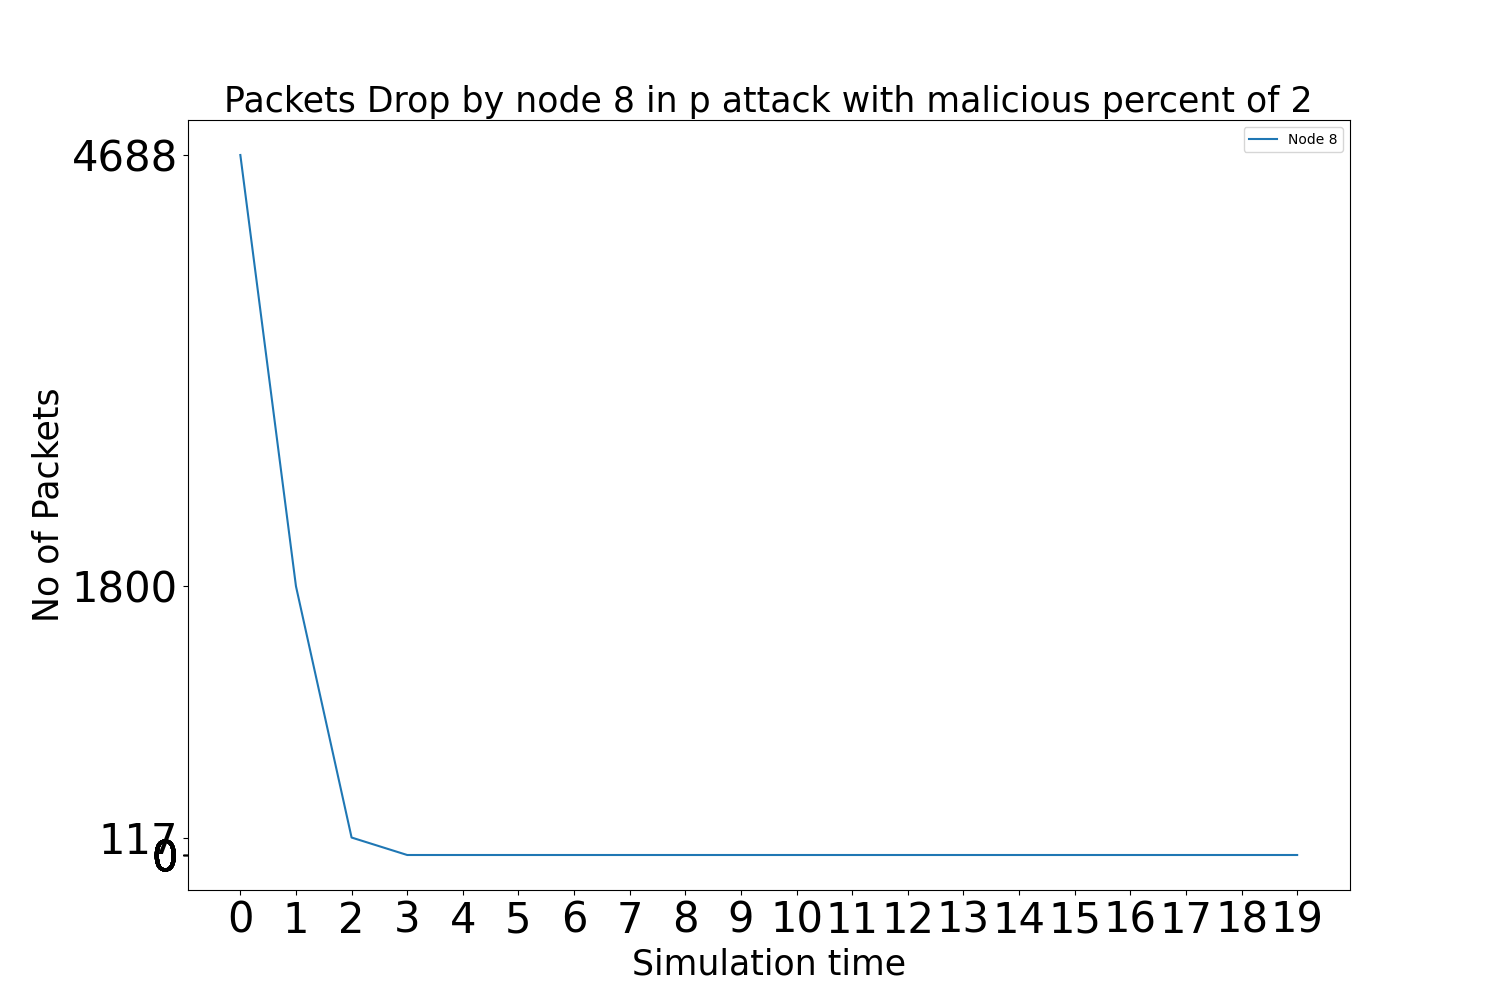 Packets Drop by node 8 in p attack with malicious percent of 2
Node 8
No of Packets
4688
1800
117
0
0 1 2 3 4 5 6 7 8 9 10 11 12 13 14 15 16 17 18 19
Simulation time